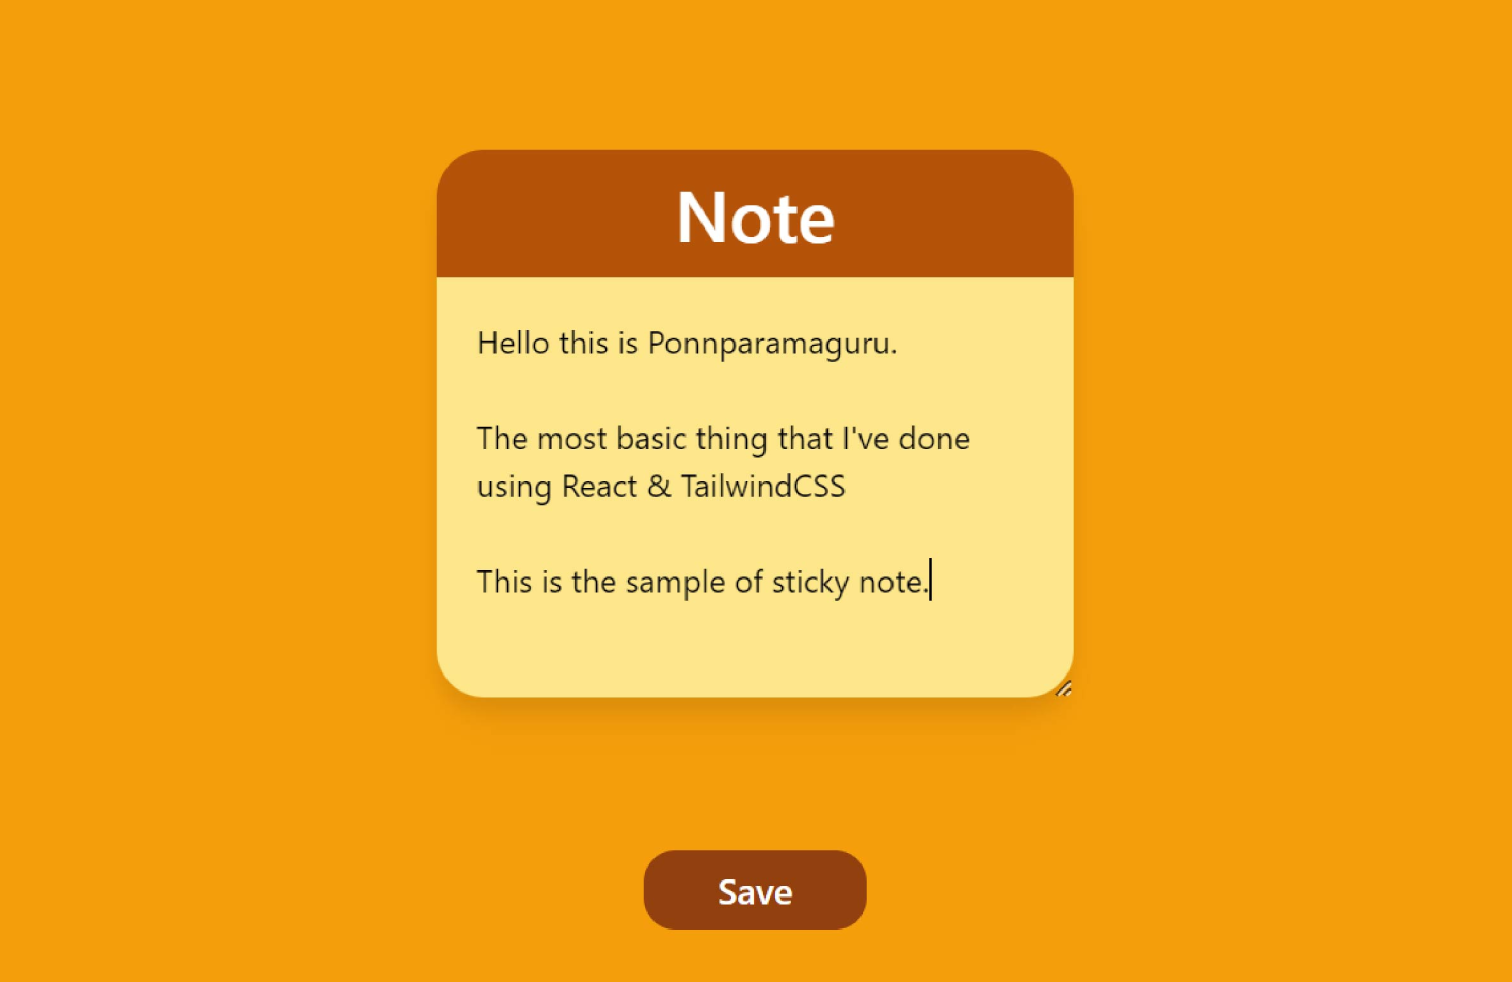 Note
Hello this is Ponnparamaguru.
The most basic thing that I've done
using React & TailwindCSS
This is the sample of sticky note.
Save